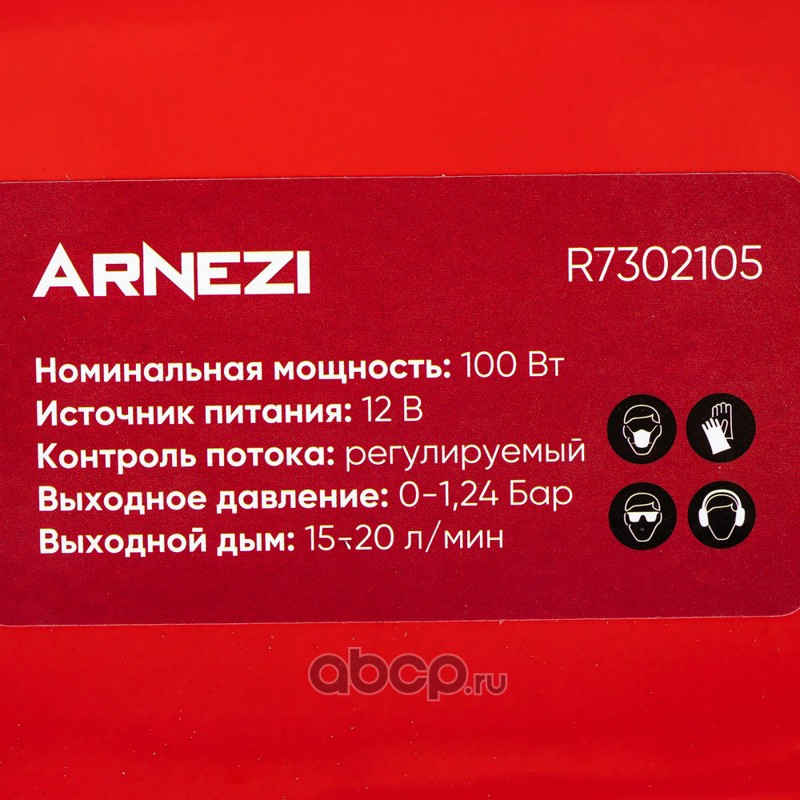 ARNEZI
R7302105
Номинальная мощность: 100 Вт
Источник питания: 12 В
Контроль потока: регулируемый
Выходное давление: 0-1,24 Бар
Выходной дым: 15-20 л/мин
abcp.ru